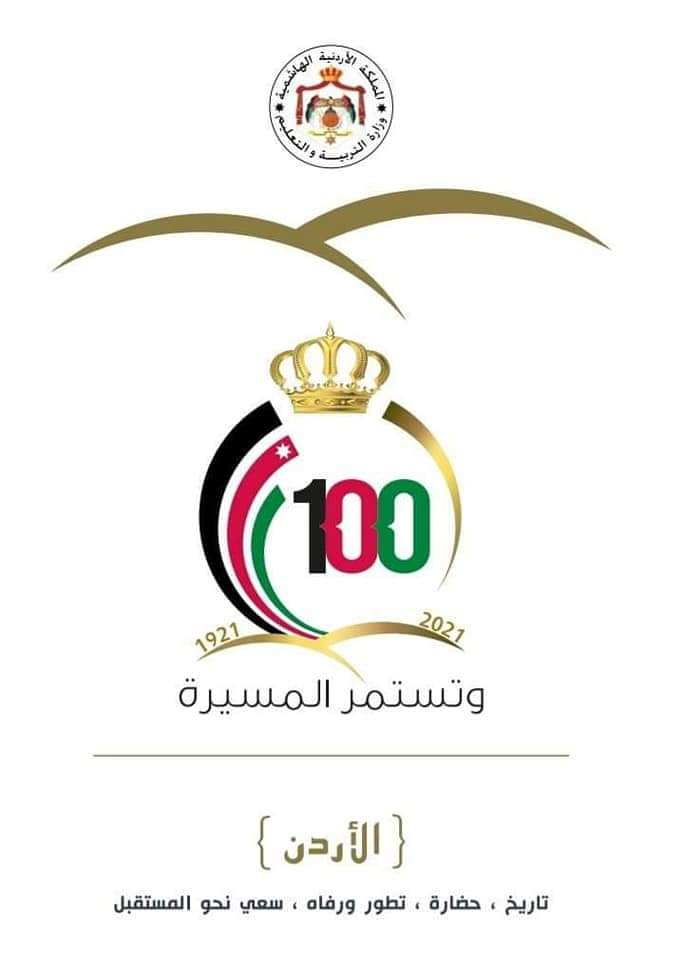 المملكة الأردنية الهاشمية
وزارة التربية والتعليم
100
1921 2021
وتستمر المسيرة
{الأردن}
تاريخ ، حضارة ، تطور ورفاه ، سعي نحو المستقبل